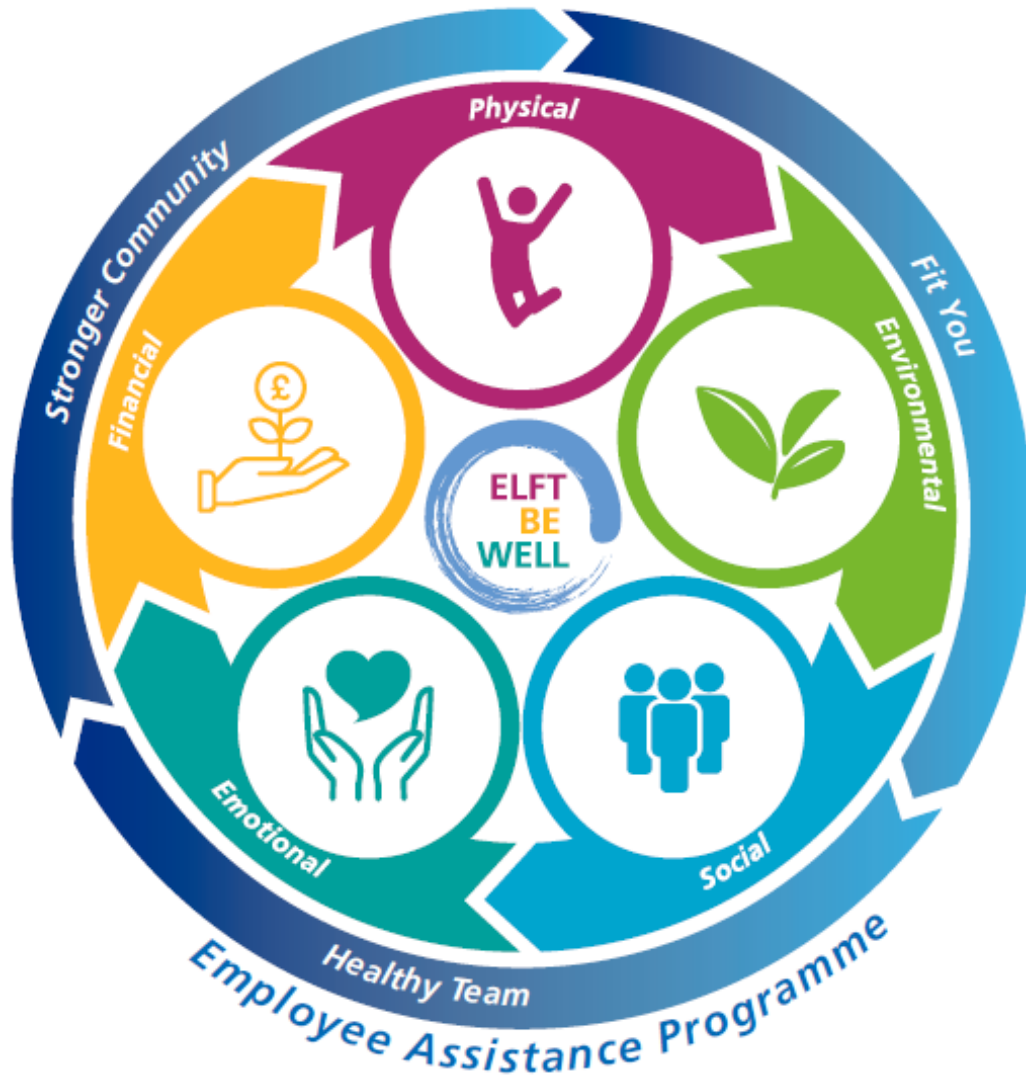 Physical
Stronger Community
Fit You
Financial
Environmental
£
ELFT
BE
WELL
Emotional
Social
Healthy Team
Employee Assistance Programme